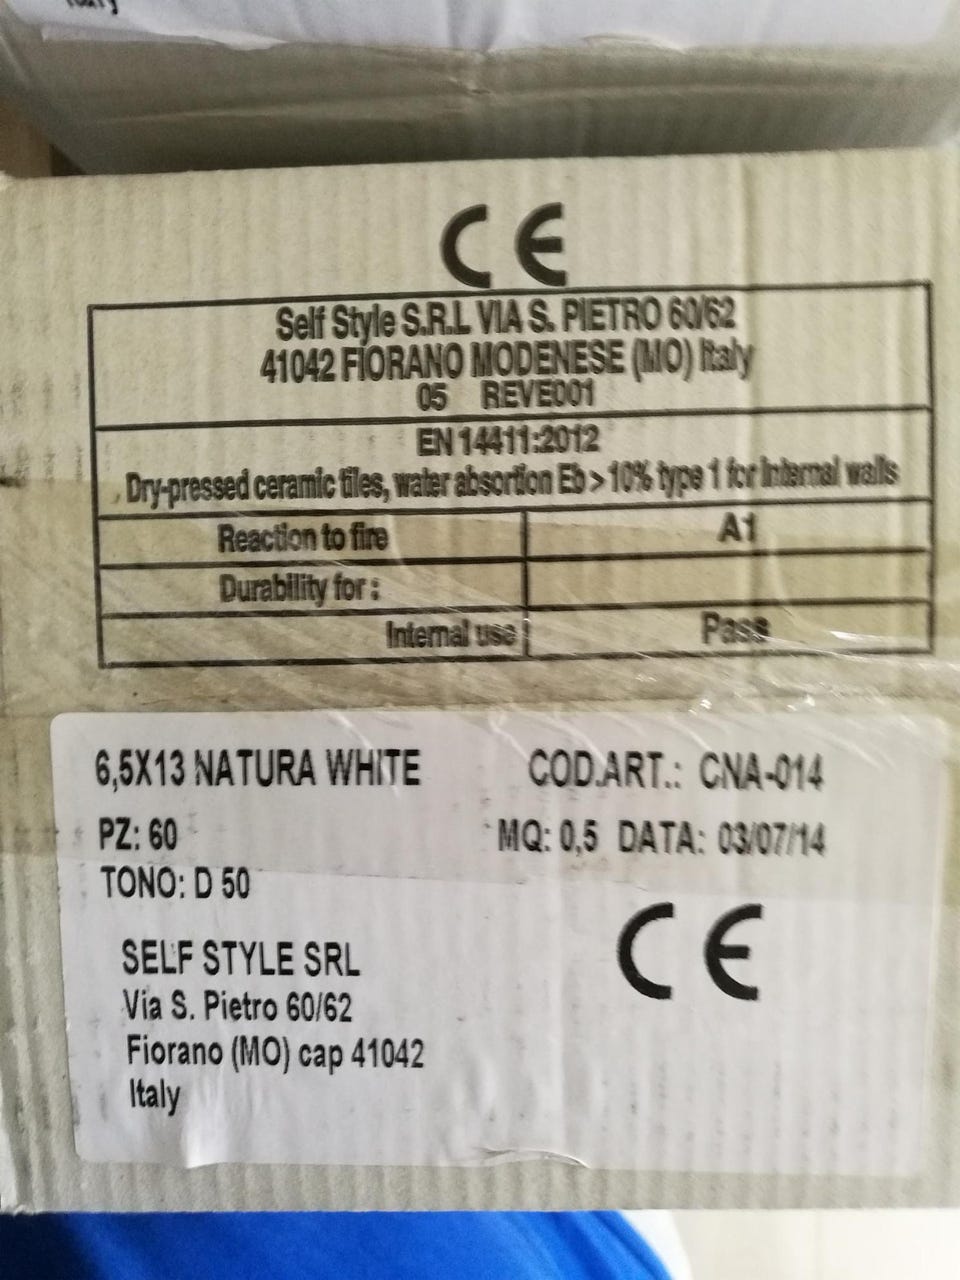 Italy
CE
Self Style S.R.L VIA S. PIETRO 60/62
41042 FIORANO MODENESE (MO) Italy
05 REVE001
EN 14411:2012
Dry-pressed ceramic tiles, water absortion Eb > 10% type 1 for internal walls
Reaction to fire A1
Durability for :
Internal use Pass
6,5X13 NATURA WHITE COD.ART.: CNA-014
PZ: 60 MQ: 0,5 DATA: 03/07/14
TONO: D 50
CE
SELF STYLE SRL
Via S. Pietro 60/62
Fiorano (MO) cap 41042
Italy